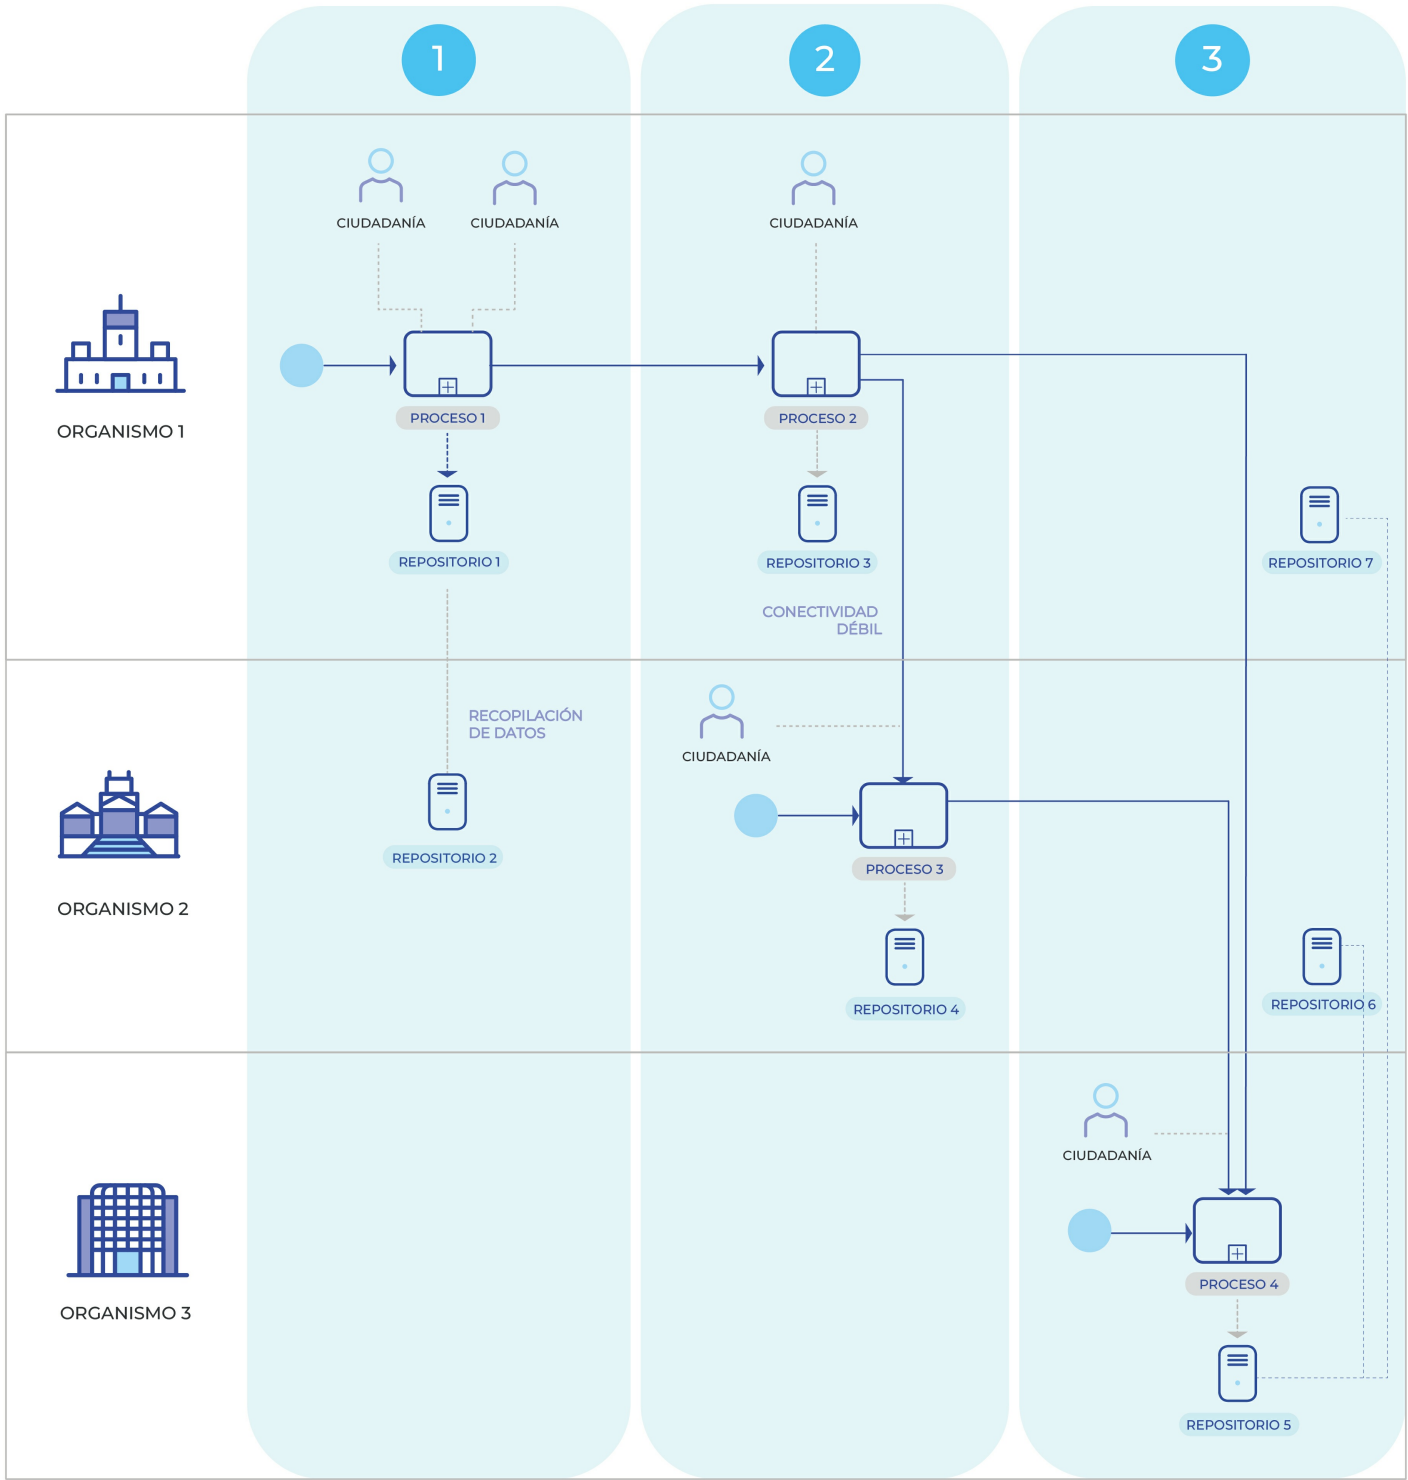 1
2
3
CIUDADANÍA
CIUDADANÍA
CIUDADANÍA
PROCESO 1
PROCESO 2
ORGANISMO 1
REPOSITORIO 1
REPOSITORIO 3
REPOSITORIO 7
CONECTIVIDAD
DÉBIL
RECOPILACIÓN
DE DATOS
CIUDADANÍA
REPOSITORIO 2
PROCESO 3
ORGANISMO 2
REPOSITORIO 4
REPOSITORIO 6
CIUDADANÍA
PROCESO 4
ORGANISMO 3
REPOSITORIO 5